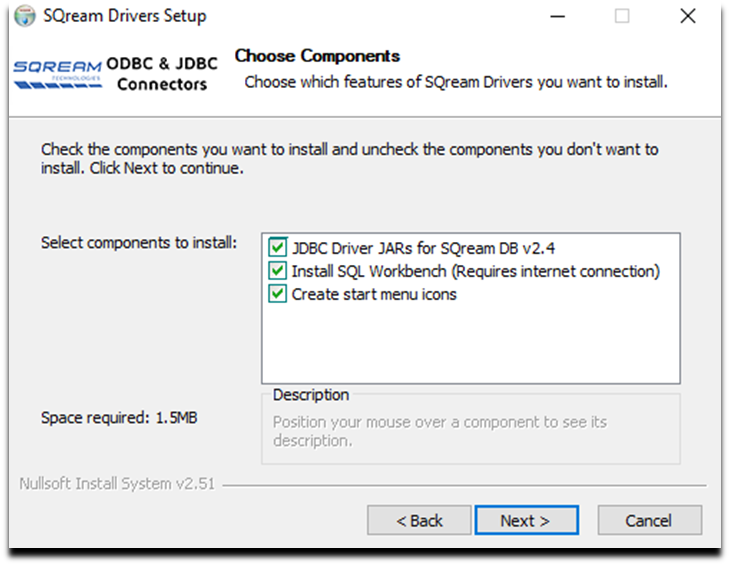 SQream Drivers Setup
SQREAM
TECHNOLOGIES
ODBC & JDBC
Connectors
Choose Components
Choose which features of SQream Drivers you want to install.
Check the components you want to install and uncheck the components you don't want to
install. Click Next to continue.
Select components to install:
JDBC Driver JARs for SQream DB v2.4
Install SQL Workbench (Requires internet connection)
Create start menu icons
Space required: 1.5MB
Description
Position your mouse over a component to see its
description.
Nullsoft Install System v2.51
< Back
Next >
Cancel